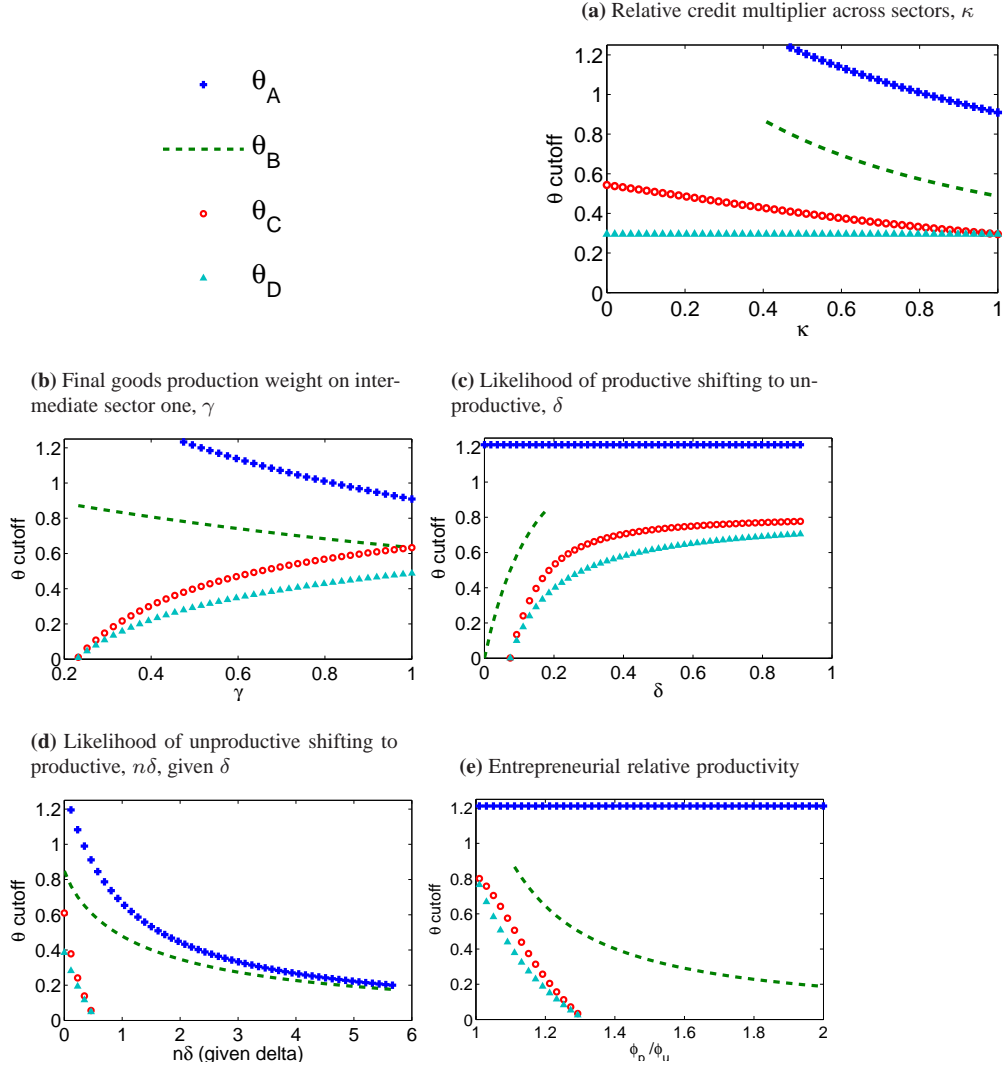 (a) Relative credit multiplier across sectors, κ
θA
θB
θC
θD
1.2
1
0.8
0.6
0.4
0.2
0
θ cutoff
0 0.2 0.4 0.6 0.8 1
κ
(b) Final goods production weight on inter-
mediate sector one, γ
1.2
1
0.8
0.6
0.4
0.2
0
θ cutoff
0.2 0.4 0.6 0.8 1
γ
(c) Likelihood of productive shifting to un-
productive, δ
1.2
1
0.8
0.6
0.4
0.2
0
θ cutoff
0 0.2 0.4 0.6 0.8 1
δ
(d) Likelihood of unproductive shifting to
productive, nδ, given δ
1.2
1
0.8
0.6
0.4
0.2
0
θ cutoff
0 1 2 3 4 5 6
nδ (given delta)
(e) Entrepreneurial relative productivity
1.2
1
0.8
0.6
0.4
0.2
0
θ cutoff
1 1.2 1.4 1.6 1.8 2
ϕp/ϕu